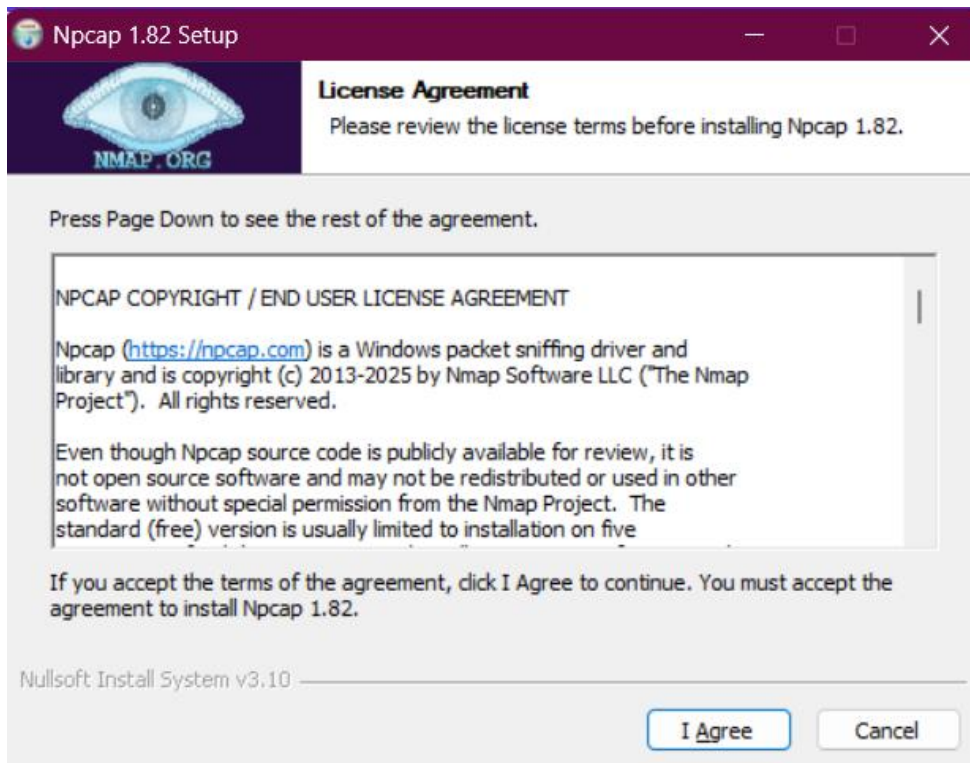 Npcap 1.82 Setup
NMAP.ORG
License Agreement
Please review the license terms before installing Npcap 1.82.
Press Page Down to see the rest of the agreement.
NPCAP COPYRIGHT / END USER LICENSE AGREEMENT
Npcap (https://npcap.com) is a Windows packet sniffing driver and
library and is copyright (c) 2013-2025 by Nmap Software LLC ("The Nmap
Project"). All rights reserved.
Even though Npcap source code is publicly available for review, it is
not open source software and may not be redistributed or used in other
software without special permission from the Nmap Project. The
standard (free) version is usually limited to installation on five
If you accept the terms of the agreement, click I Agree to continue. You must accept the
agreement to install Npcap 1.82.
Nullsoft Install System v3.10
I Agree
Cancel